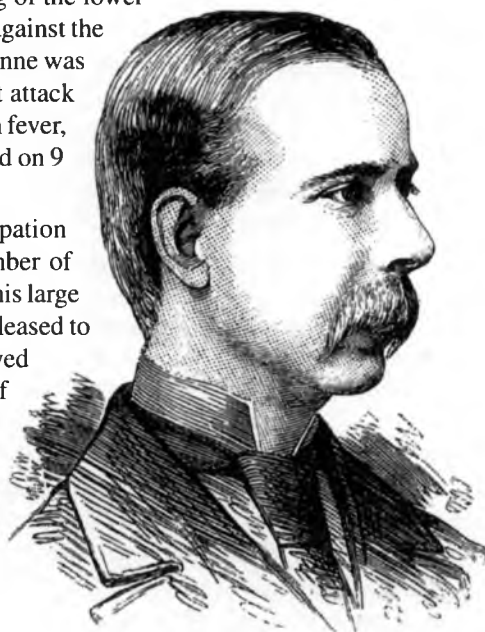 g of the lower
against the
nne was
t attack
n fever,
d on 9
pation
nber of
his large
leased to
ved
f